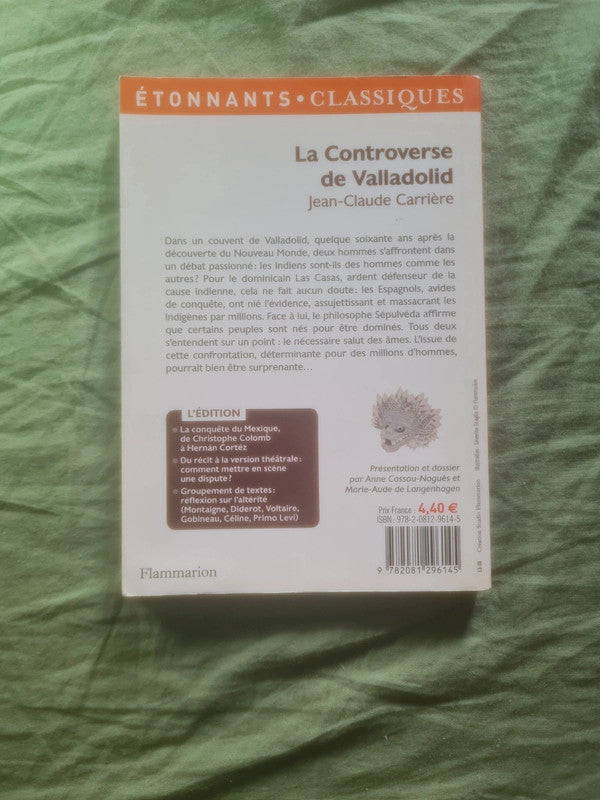 ÉTONNANTS • CLASSIQUES
La Controverse
de Valladolid
Jean-Claude Carrière
Dans un couvent de Valladolid, quelque soixante ans après la
découverte du Nouveau Monde, deux hommes s'affrontent dans
un débat passionné : les Indiens sont-ils des hommes comme les
autres ? Pour le dominicain Las Casas, ardent défenseur de la
cause indienne, cela ne fait aucun doute : les Espagnols, avides
de conquête, ont nié l'évidence, assujettissant et massacrant les
indigènes par millions. Face à lui, le philosophe Sépulvéda affirme
que certains peuples sont nés pour être dominés. Tous deux
s'entendent sur un point : le nécessaire salut des âmes. L'issue de
cette confrontation, déterminante pour des millions d'hommes,
pourrait bien être surprenante...
L'ÉDITION
• La conquête du Mexique,
de Christophe Colomb
à Hernán Cortéz
• Du récit à la version théâtrale :
comment mettre en scène
une dispute ?
• Groupement de textes :
réflexion sur l'altérité
(Montaigne, Diderot, Voltaire,
Gobineau, Céline, Primo Levi)
Présentation et dossier
par Anne Cassou-Noguès et
Marie-Aude de Langenhagen
Prix France : 4,40 €
ISBN : 978-2-0812-9614-5
9 782081 296145
Flammarion
Création Studio Flammarion